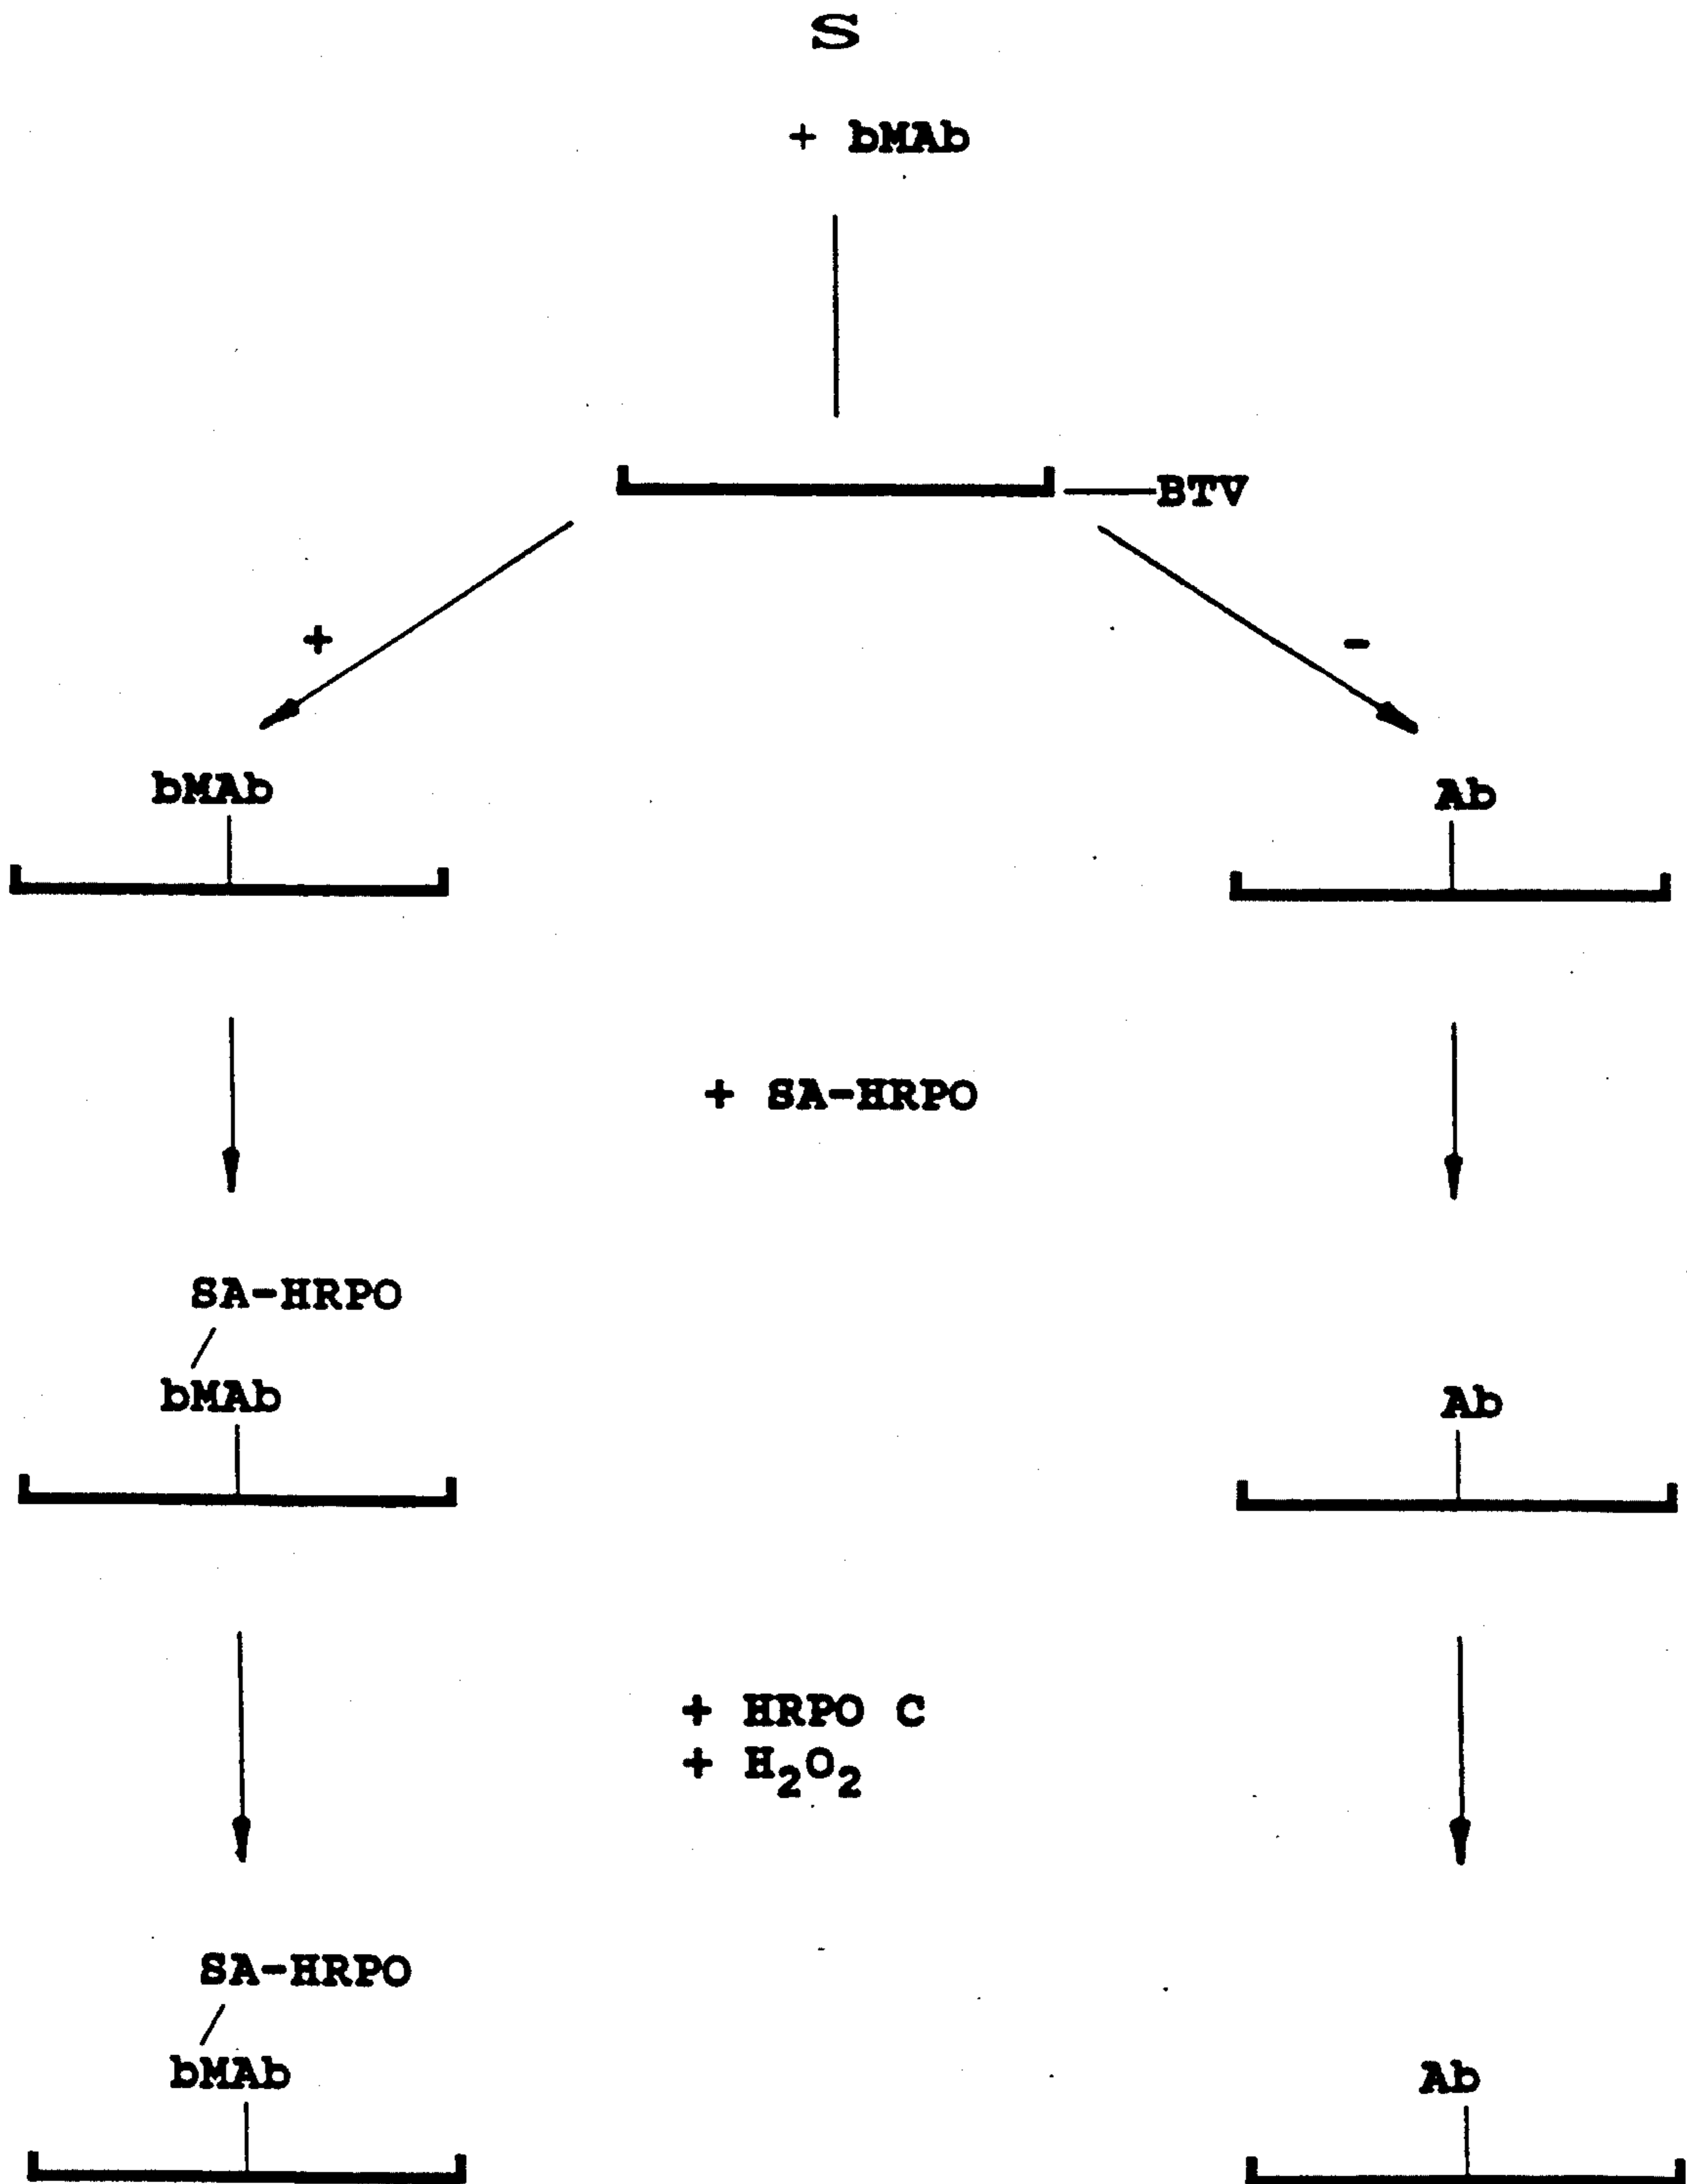 S
+ bMAb
BTV
+ -
bMAb Ab
+ SA-HRPO
SA-HRPO
bMAb Ab
+ HRPO C
+ H₂O₂
SA-HRPO
bMAb Ab